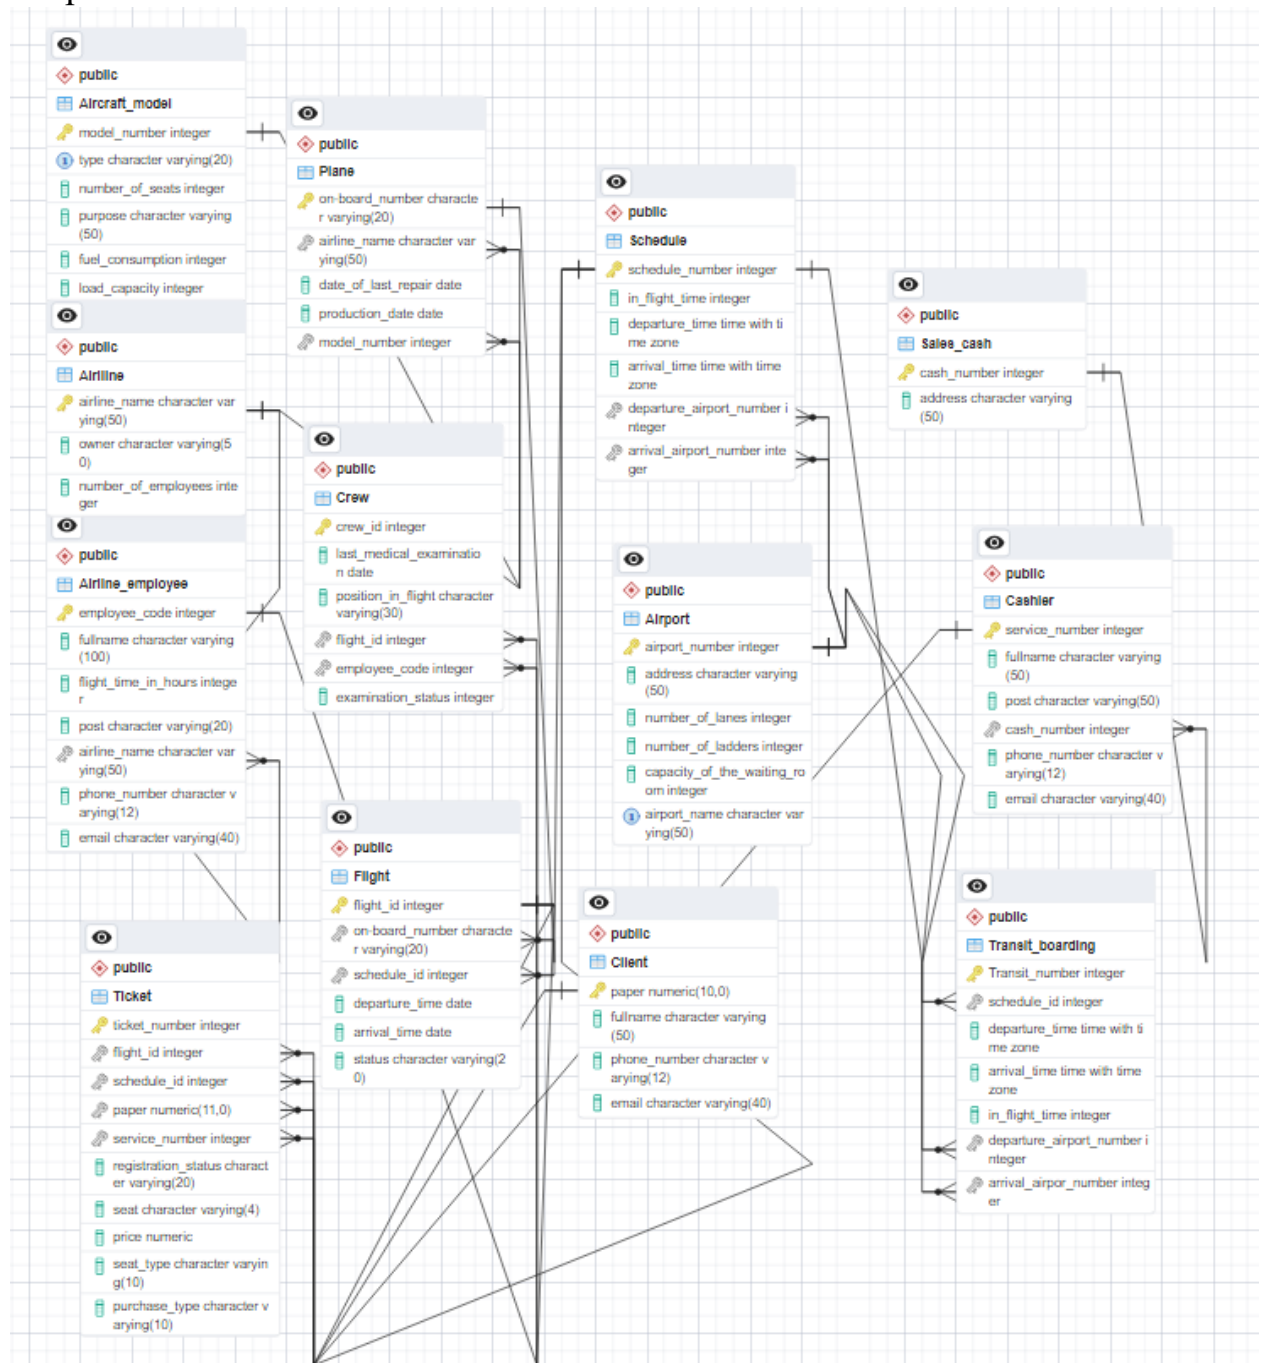 public
Aircraft_model
model_number integer
type character varying(20)
number_of_seats integer
purpose character varying
(50)
fuel_consumption integer
load_capacity integer
public
Airline
airline_name character var
ying(50)
owner character varying(5
0)
number_of_employees inte
ger
public
Airline_employee
employee_code integer
fullname character varying
(100)
flight_time_in_hours intege
r
post character varying(20)
airline_name character var
ying(50)
phone_number character v
arying(12)
email character varying(40)
public
Ticket
ticket_number integer
flight_id integer
schedule_id integer
paper numeric(11,0)
service_number integer
registration_status charact
er varying(20)
seat character varying(4)
price numeric
seat_type character varyin
g(10)
purchase_type character v
arying(10)
public
Plane
on-board_number characte
r varying(20)
airline_name character var
ying(50)
date_of_last_repair date
production_date date
model_number integer
public
Crew
crew_id integer
last_medical_examinatio
n date
position_in_flight character
varying(30)
flight_id integer
employee_code integer
examination_status integer
public
Flight
flight_id integer
on-board_number characte
r varying(20)
schedule_id integer
departure_time date
arrival_time date
status character varying(2
0)
public
Schedule
schedule_number integer
in_flight_time integer
departure_time time with ti
me zone
arrival_time time with time
zone
departure_airport_number i
nteger
arrival_airport_number inte
ger
public
Airport
airport_number integer
address character varying
(50)
number_of_lanes integer
number_of_ladders integer
capacity_of_the_waiting_ro
om integer
airport_name character var
ying(50)
public
Client
paper numeric(10,0)
fullname character varying
(50)
phone_number character v
arying(12)
email character varying(40)
public
Sales_cash
cash_number integer
address character varying
(50)
public
Cashier
service_number integer
fullname character varying
(50)
post character varying(50)
cash_number integer
phone_number character v
arying(12)
email character varying(40)
public
Transit_boarding
Transit_number integer
schedule_id integer
departure_time time with ti
me zone
arrival_time time with time
zone
in_flight_time integer
departure_airport_number i
nteger
arrival_airpor_number integ
er